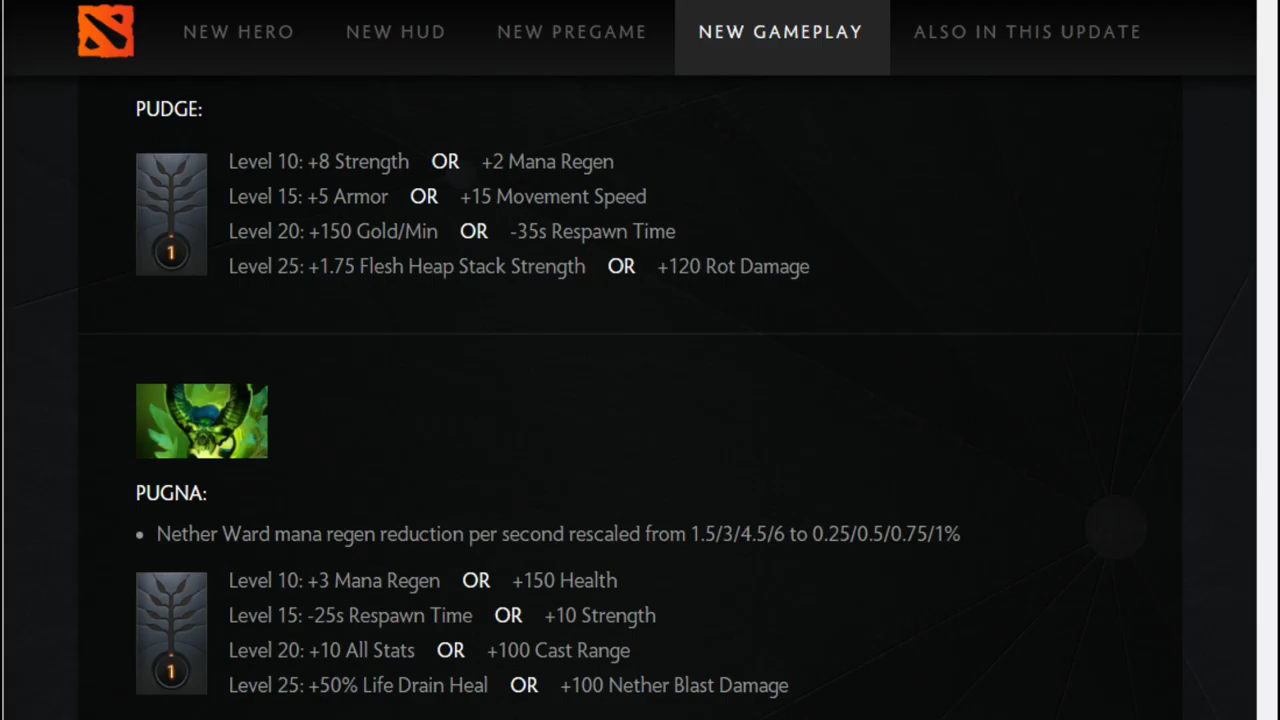 NEW HERO NEW HUD NEW PREGAME NEW GAMEPLAY ALSO IN THIS UPDATE
PUDGE:
Level 10: +8 Strength OR +2 Mana Regen
Level 15: +5 Armor OR +15 Movement Speed
Level 20: +150 Gold/Min OR -35s Respawn Time
1
Level 25: +1.75 Flesh Heap Stack Strength OR +120 Rot Damage
PUGNA:
• Nether Ward mana regen reduction per second rescaled from 1.5/3/4.5/6 to 0.25/0.5/0.75/1%
Level 10: +3 Mana Regen OR +150 Health
Level 15: -25s Respawn Time OR +10 Strength
Level 20: +10 All Stats OR +100 Cast Range
1
Level 25: +50% Life Drain Heal OR +100 Nether Blast Damage